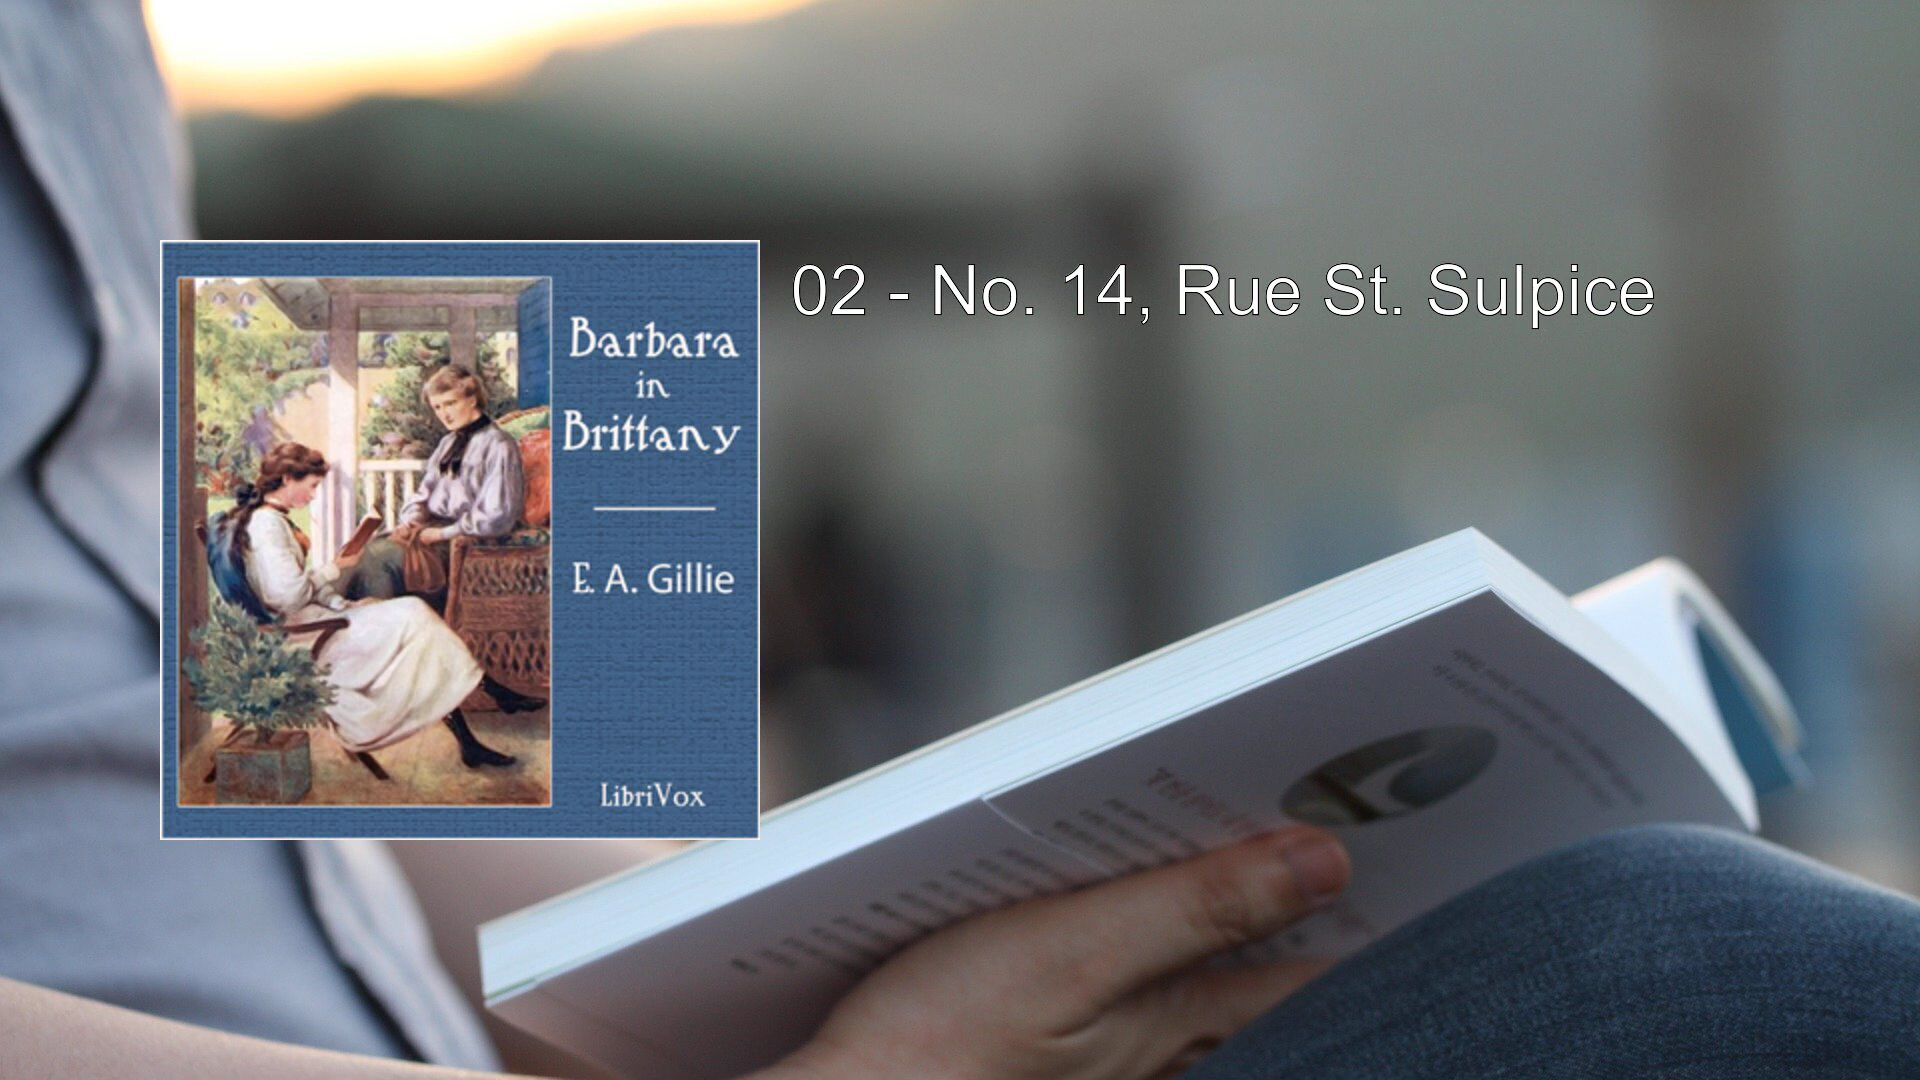 Barbara
in
Brittany
E. A. Gillie
LibriVox
02 - No. 14, Rue St. Sulpice